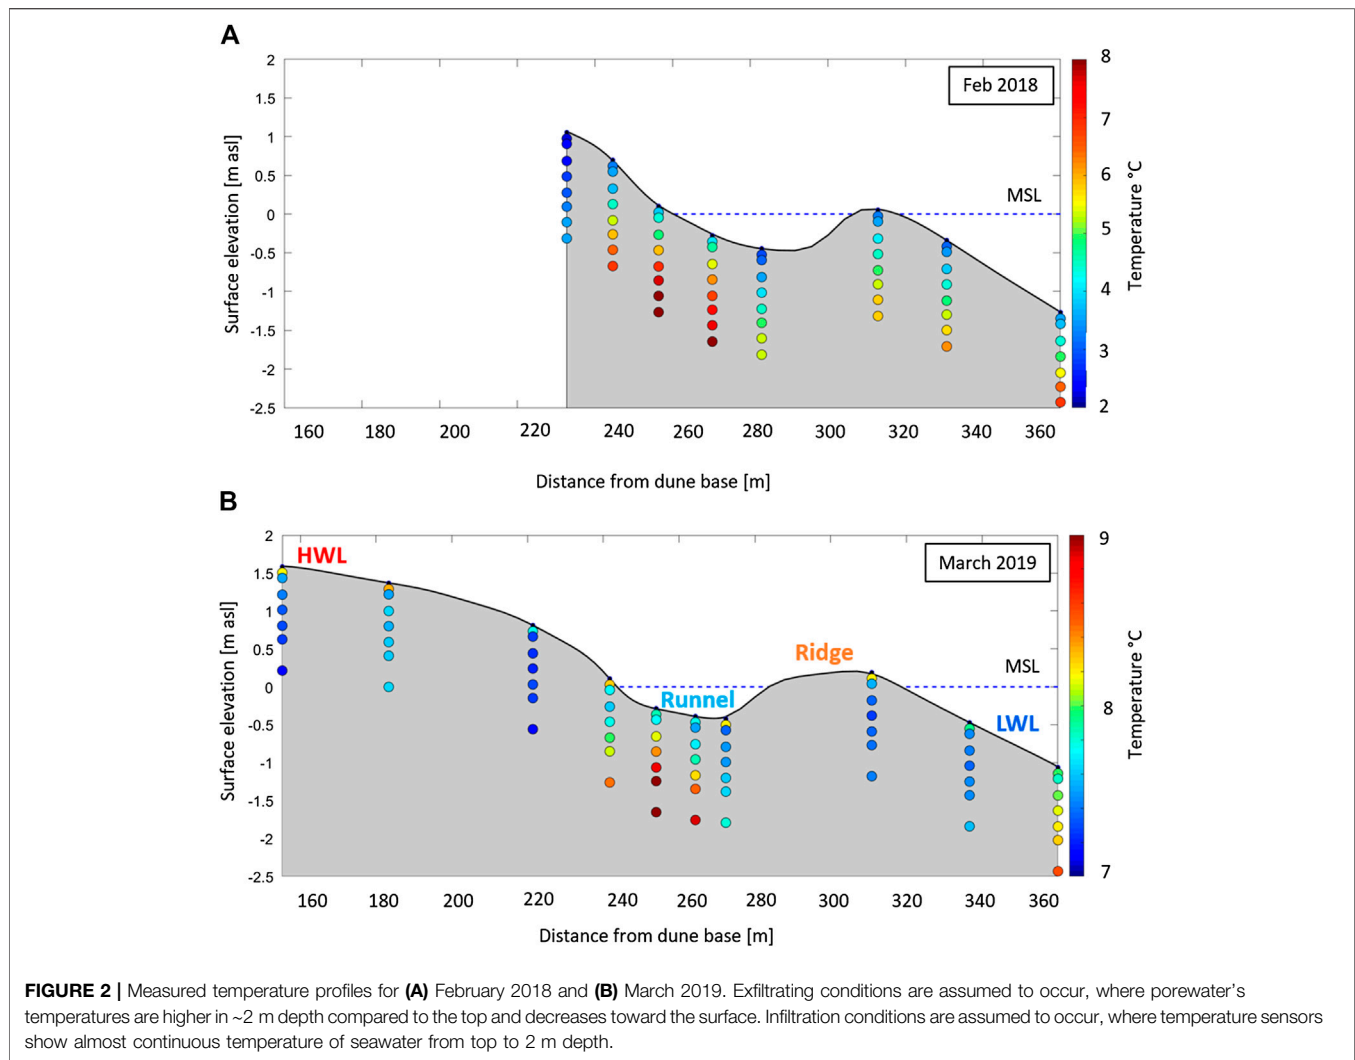 A
2
1.5
1
0.5
0
-0.5
-1
-1.5
-2
-2.5
Surface elevation [m asl]
Feb 2018
MSL
8
7
6
5
4
3
2
Temperature °C
160 180 200 220 240 260 280 300 320 340 360
Distance from dune base [m]
B
2
1.5
1
0.5
0
-0.5
-1
-1.5
-2
-2.5
Surface elevation [m asl]
HWL
March 2019
Ridge
MSL
Runnel
LWL
9
8
7
Temperature °C
160 180 200 220 240 260 280 300 320 340 360
Distance from dune base [m]
FIGURE 2 | Measured temperature profiles for (A) February 2018 and (B) March 2019. Exfiltrating conditions are assumed to occur, where porewater's
temperatures are higher in ~2 m depth compared to the top and decreases toward the surface. Infiltration conditions are assumed to occur, where temperature sensors
show almost continuous temperature of seawater from top to 2 m depth.